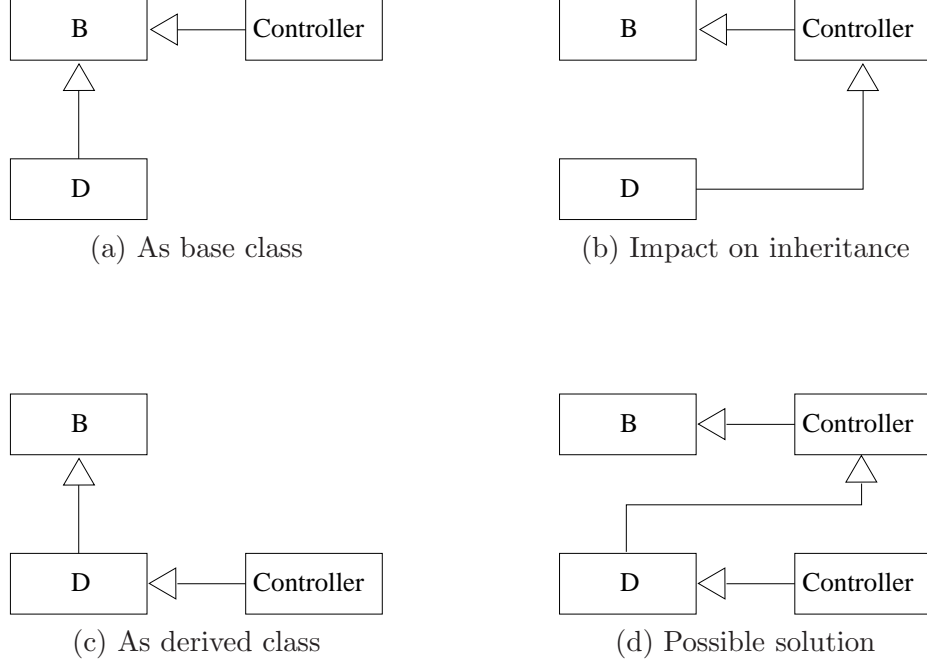 B Controller B Controller
D D
(a) As base class (b) Impact on inheritance
B B Controller
D Controller D Controller
(c) As derived class (d) Possible solution